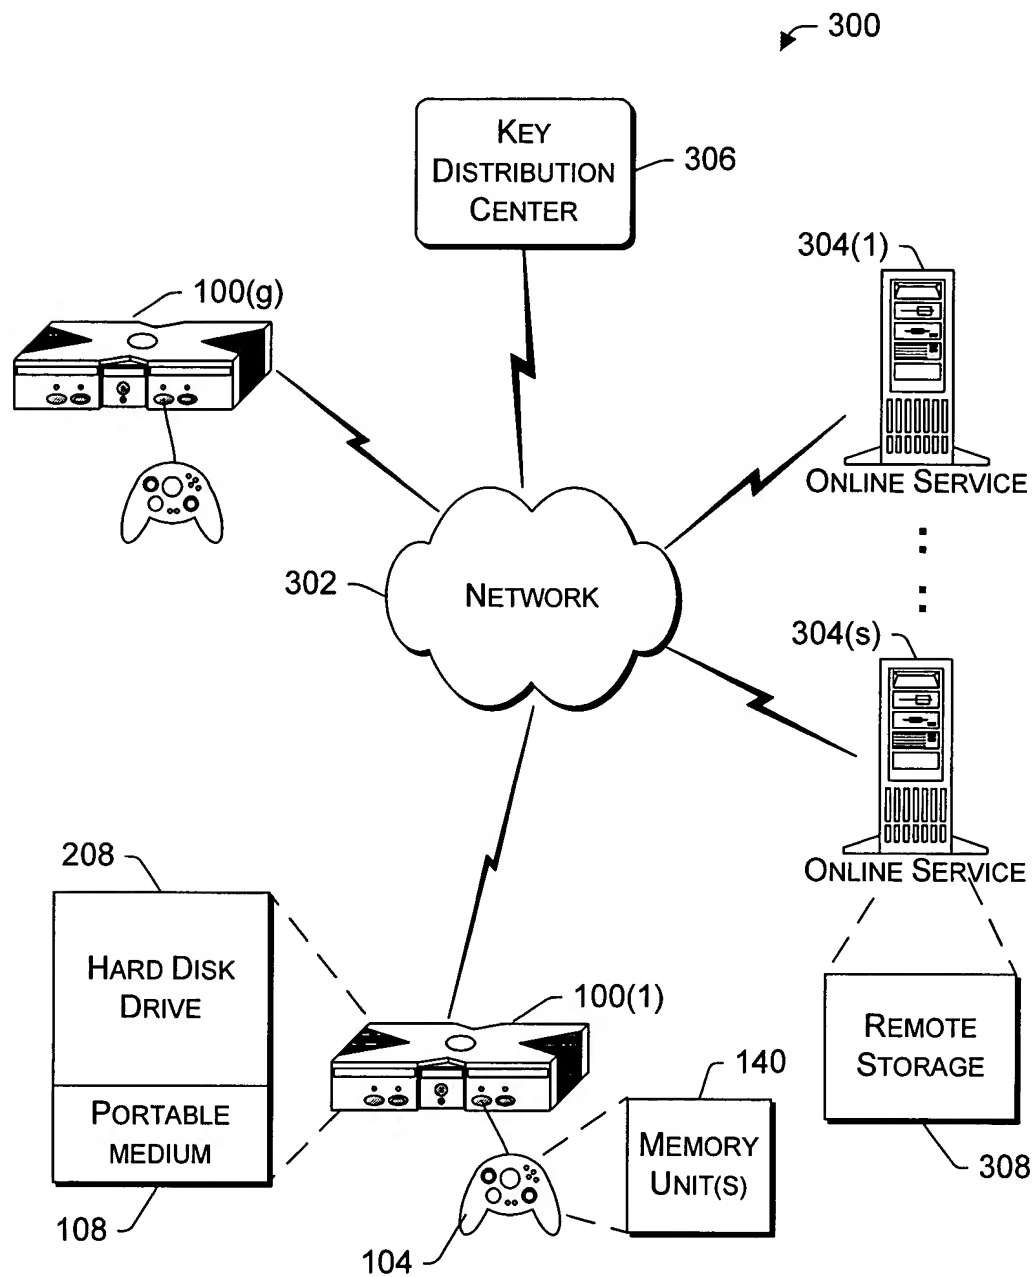 300
KEY
DISTRIBUTION
CENTER
306
304(1)
100(g)
ONLINE SERVICE
302
NETWORK
304(s)
ONLINE SERVICE
208
HARD DISK
DRIVE
PORTABLE
MEDIUM
108
100(1)
140
MEMORY
UNIT(S)
104
REMOTE
STORAGE
308